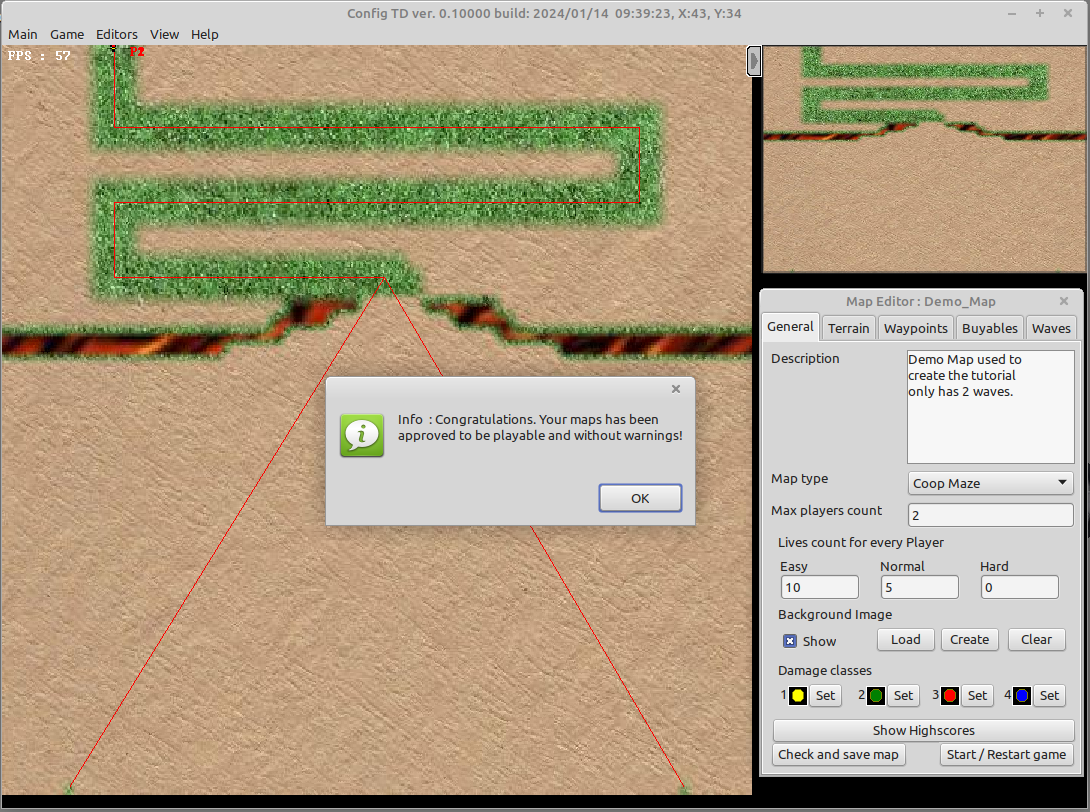 Config TD ver. 0.10000 build: 2024/01/14 09:39:23, X:43, Y:34
Main Game Editors View Help
FPS : 57
P2
Map Editor : Demo_Map
General Terrain Waypoints Buyables Waves
Description
Demo Map used to
create the tutorial
only has 2 waves.
Info : Congratulations. Your maps has been
approved to be playable and without warnings!
OK
Map type
Coop Maze
Max players count
2
Lives count for every Player
Easy Normal Hard
10 5 0
Background Image
Show Load Create Clear
Damage classes
1 Set 2 Set 3 Set 4 Set
Show Highscores
Check and save map Start / Restart game